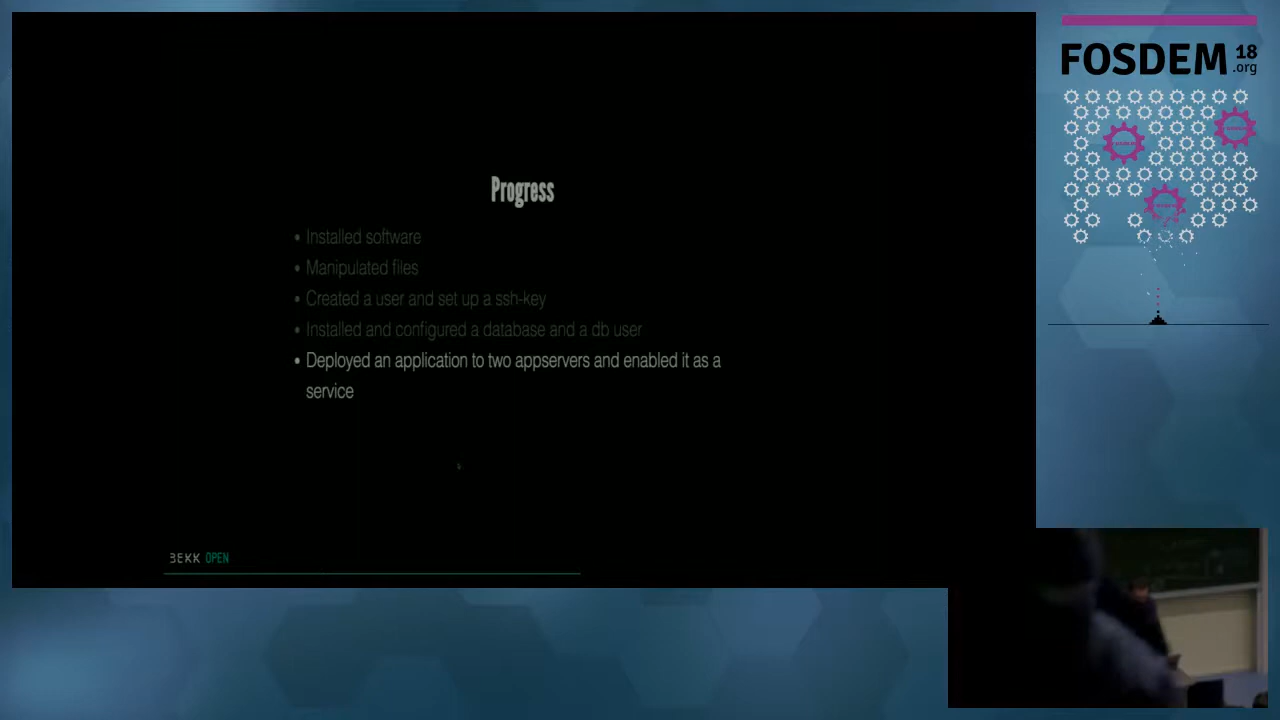 FOSDEM 18
.org
Progress
• Installed software
• Manipulated files
• Created a user and set up a ssh-key
• Installed and configured a database and a db user
• Deployed an application to two appservers and enabled it as a
service
BEKK OPEN